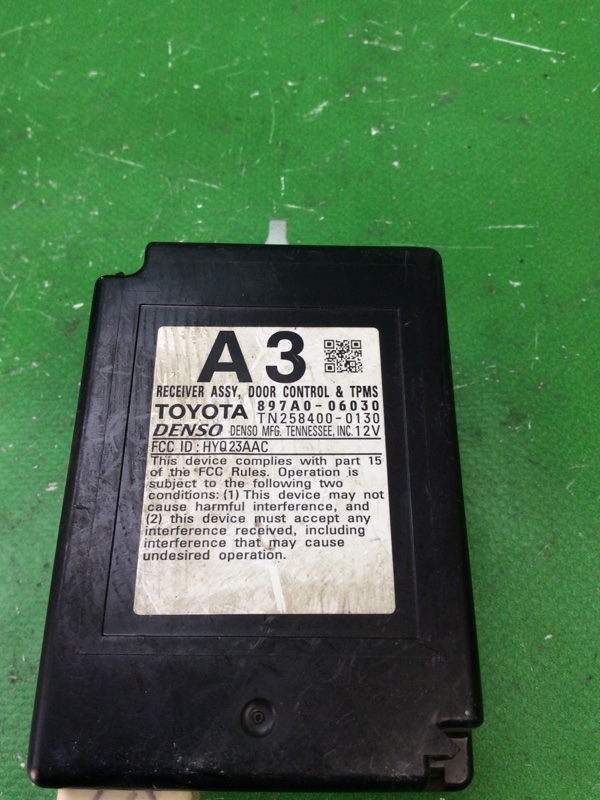 A3
RECEIVER ASSY, DOOR CONTROL & TPMS
TOYOTA 897A0-06030
TN258400-0130
DENSO DENSO MFG. TENNESSEE, INC. 12V
FCC ID : HYQ23AAC
This device complies with part 15
of the FCC Rules. Operation is
subject to the following two
conditions: (1) This device may not
cause harmful interference, and
(2) this device must accept any
interference received, including
interference that may cause
undesired operation.